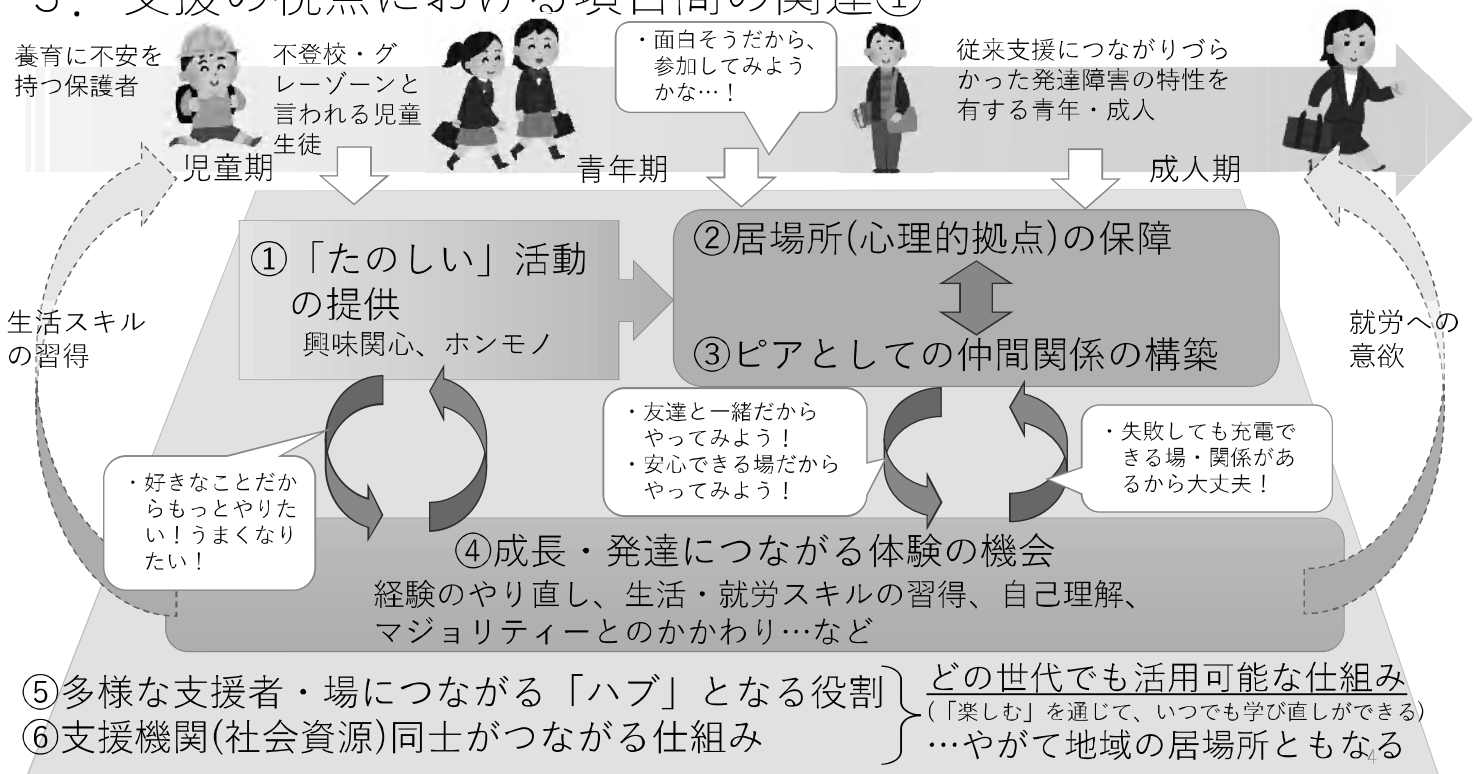 3．支援の視点における項目間の関連①
養育に不安を
持つ保護者
不登校・グ
レーゾーンと
言われる児童
生徒
・面白そうだから、
参加してみよう
かな…！
従来支援につながりづら
かった発達障害の特性を
有する青年・成人
児童期
青年期
成人期
①「たのしい」活動
の提供
興味関心、ホンモノ
②居場所(心理的拠点)の保障
③ピアとしての仲間関係の構築
生活スキル
の習得
就労への
意欲
・好きなことだか
らもっとやりた
い！うまくなり
たい！
・友達と一緒だから
やってみよう！
・安心できる場だから
やってみよう！
・失敗しても充電で
きる場・関係があ
るから大丈夫！
④成長・発達につながる体験の機会
経験のやり直し、生活・就労スキルの習得、自己理解、
マジョリティーとのかかわり…など
⑤多様な支援者・場につながる「ハブ」となる役割
⑥支援機関(社会資源)同士がつながる仕組み
どの世代でも活用可能な仕組み
(「楽しむ」を通じて、いつでも学び直しができる)
…やがて地域の居場所ともなる
4